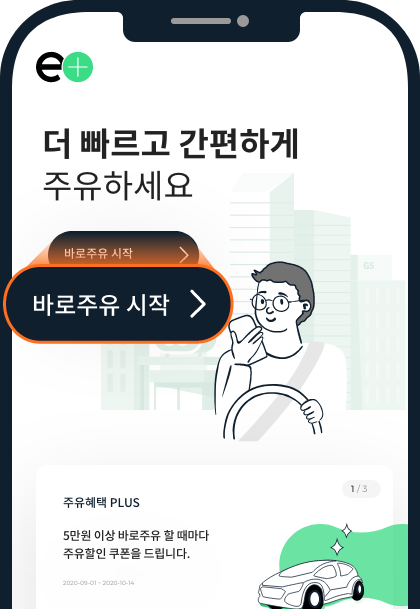 e+
더 빠르고 간편하게
주유하세요
바로주유 시작
바로주유 시작
GS
1 / 3
주유혜택 PLUS
5만원 이상 바로주유 할 때마다
주유할인 쿠폰을 드립니다.
2020-09-01 ~ 2020-10-14